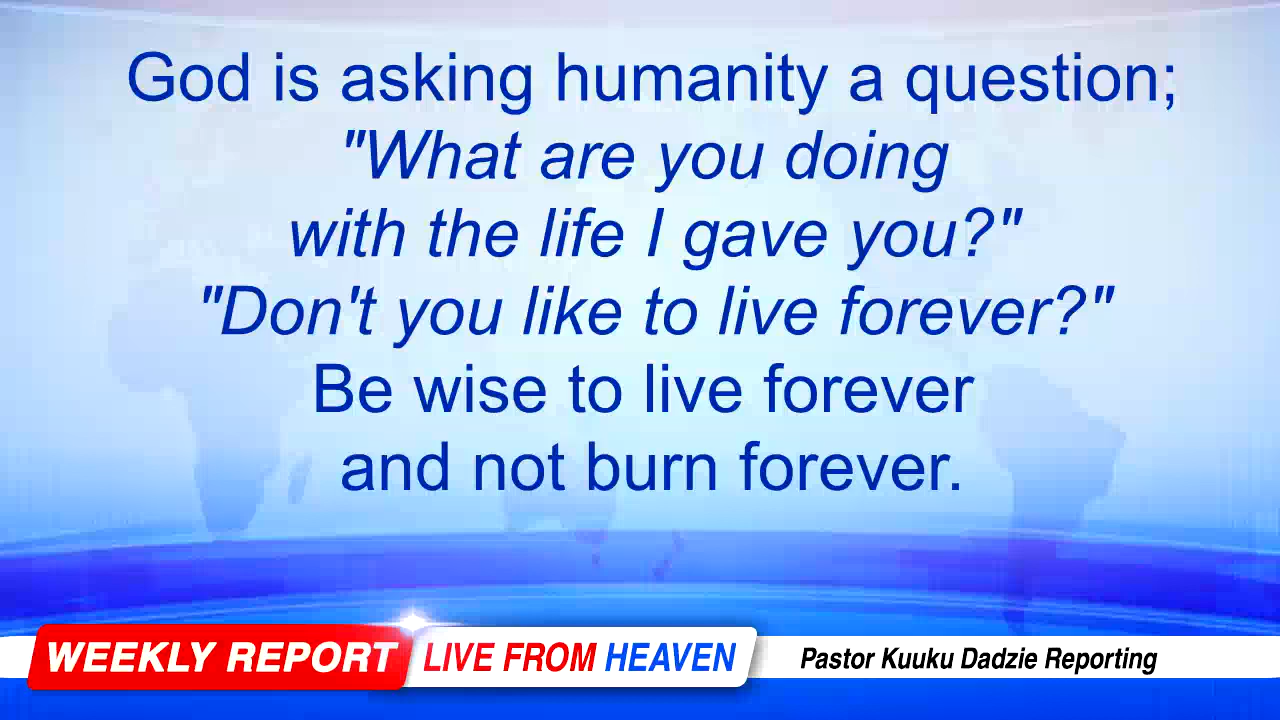 God is asking humanity a question;
"What are you doing
with the life I gave you?"
"Don't you like to live forever?"
Be wise to live forever
and not burn forever.
WEEKLY REPORT LIVE FROM HEAVEN Pastor Kuuku Dadzie Reporting